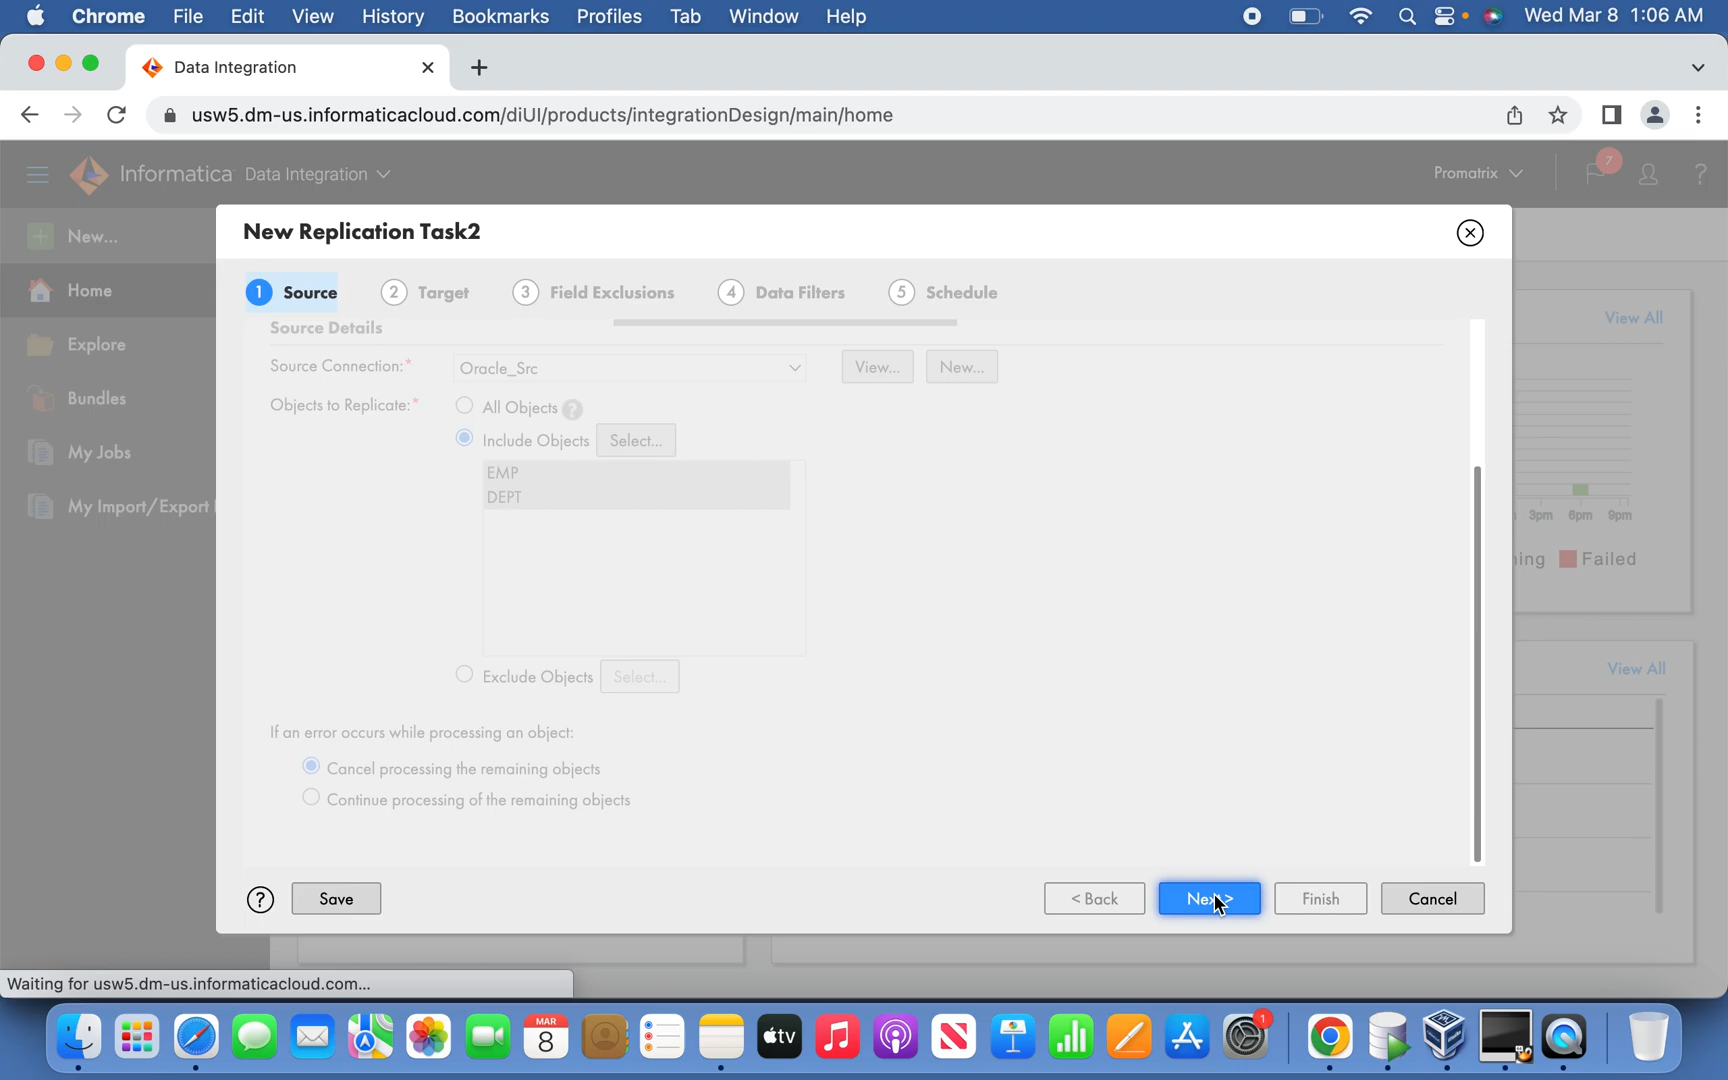 Chrome File Edit View History Bookmarks Profiles Tab Window Help Wed Mar 8 1:06 AM
Data Integration
usw5.dm-us.informaticacloud.com/diUI/products/integrationDesign/main/home
Informatica Data Integration Promatrix 7 ?
New...
Home
Explore
Bundles
My Jobs
My Import/Export
New Replication Task2
1 Source 2 Target 3 Field Exclusions 4 Data Filters 5 Schedule
Source Details
Source Connection:* Oracle_Src View... New...
Objects to Replicate:* All Objects ?
Include Objects Select...
EMP
DEPT
Exclude Objects Select...
If an error occurs while processing an object:
Cancel processing the remaining objects
Continue processing of the remaining objects
? Save < Back Next > Finish Cancel
View All
3pm 6pm 9pm
ning Failed
View All
Waiting for usw5.dm-us.informaticacloud.com...
MAR
8
tv
1